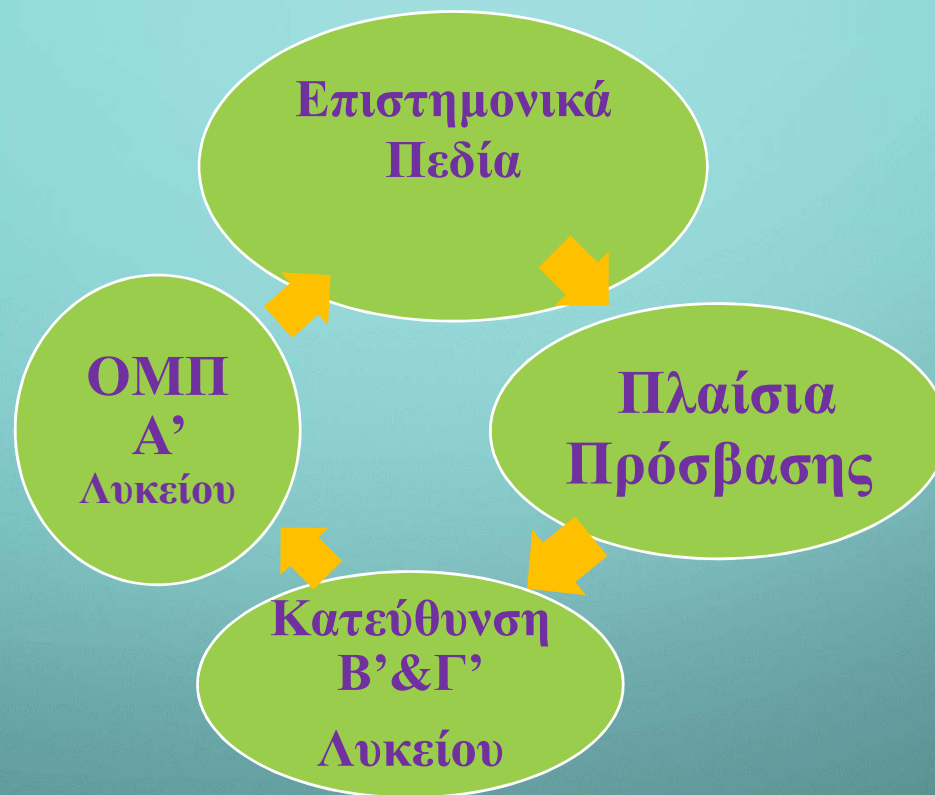 Επιστημονικά
Πεδία
Πλαίσια
Πρόσβασης
Κατεύθυνση
Β’&Γ’
Λυκείου
ΟΜΠ
Α’
Λυκείου